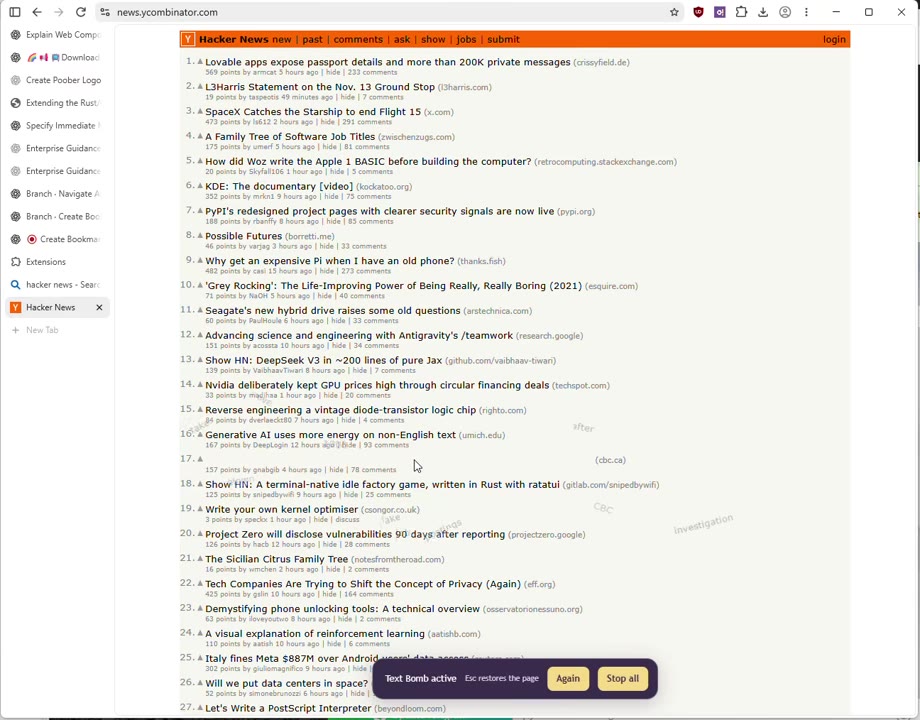 news.ycombinator.com
Explain Web Compo
Download
Create Poober Logo
Extending the Rust/
Specify Immediate
Enterprise Guidance
Enterprise Guidance
Branch - Navigate A
Branch - Create Boo
Create Bookma
Extensions
hacker news - Searc
Hacker News
New Tab
Y Hacker News new | past | comments | ask | show | jobs | submit login
1. Lovable apps expose passport details and more than 200K private messages (crissyfield.de)
569 points by armcat 5 hours ago | hide | 233 comments
2. L3Harris Statement on the Nov. 13 Ground Stop (l3harris.com)
19 points by taspeotis 49 minutes ago | hide | 7 comments
3. SpaceX Catches the Starship to end Flight 15 (x.com)
473 points by ls612 2 hours ago | hide | 291 comments
4. A Family Tree of Software Job Titles (zwischenzugs.com)
175 points by umerf 5 hours ago | hide | 81 comments
5. How did Woz write the Apple 1 BASIC before building the computer? (retrocomputing.stackexchange.com)
20 points by Skyfall106 1 hour ago | hide | 5 comments
6. KDE: The documentary [video] (kockatoo.org)
352 points by mrkn1 9 hours ago | hide | 75 comments
7. PyPI's redesigned project pages with clearer security signals are now live (pypi.org)
188 points by rbanffy 8 hours ago | hide | 85 comments
8. Possible Futures (borretti.me)
46 points by varjag 3 hours ago | hide | 33 comments
9. Why get an expensive Pi when I have an old phone? (thanks.fish)
482 points by casi 15 hours ago | hide | 273 comments
10. 'Grey Rocking': The Life-Improving Power of Being Really, Really Boring (2021) (esquire.com)
71 points by NaOH 5 hours ago | hide | 40 comments
11. Seagate's new hybrid drive raises some old questions (arstechnica.com)
60 points by PaulHoule 6 hours ago | hide | 33 comments
12. Advancing science and engineering with Antigravity's /teamwork (research.google)
151 points by acossta 10 hours ago | hide | 34 comments
13. Show HN: DeepSeek V3 in ~200 lines of pure Jax (github.com/vaibhaav-tiwari)
139 points by VaibhaavTiwari 8 hours ago | hide | 7 comments
14. Nvidia deliberately kept GPU prices high through circular financing deals (techspot.com)
33 points by 1 hour ago | hide | 20 comments
15. Reverse engineering a vintage diode-transistor logic chip (righto.com)
84 points by dverlaeckt80 7 hours ago | hide | 4 comments
after
16. Generative AI uses more energy on non-English text (umich.edu)
167 points by DeepLogin 12 hours ago | hide | 93 comments
17. (cbc.ca)
157 points by gnabgib 4 hours ago | hide | 78 comments
18. Show HN: A terminal-native idle factory game, written in Rust with ratatui (gitlab.com/snipedbywifi)
125 points by snipedbywifi 9 hours ago | hide | 25 comments
19. Write your own kernel optimiser (csongor.co.uk)
CBC
3 points by speckx 1 hour ago | hide | discuss
investigation
20. Project Zero will disclose vulnerabilities 90 days after reporting (projectzero.google)
126 points by hacb 12 hours ago | hide | 28 comments
21. The Sicilian Citrus Family Tree (notesfromtheroad.com)
16 points by wmchen 2 hours ago | hide | 2 comments
22. Tech Companies Are Trying to Shift the Concept of Privacy (Again) (eff.org)
425 points by gslin 10 hours ago | hide | 164 comments
23. Demystifying phone unlocking tools: A technical overview (osservatorionessuno.org)
63 points by iloveyoutwo 8 hours ago | hide | 2 comments
24. A visual explanation of reinforcement learning (aatishb.com)
110 points by aatish 10 hours ago | hide | 6 comments
25. Italy fines Meta $887M over Android users' data access
302 points by giuliomagnifico 9 hours ago | hide
26. Will we put data centers in space?
52 points by simonebrunozzi 6 hours ago | hide
27. Let's Write a PostScript Interpreter (beyondloom.com)
Text Bomb active Esc restores the page Again Stop all